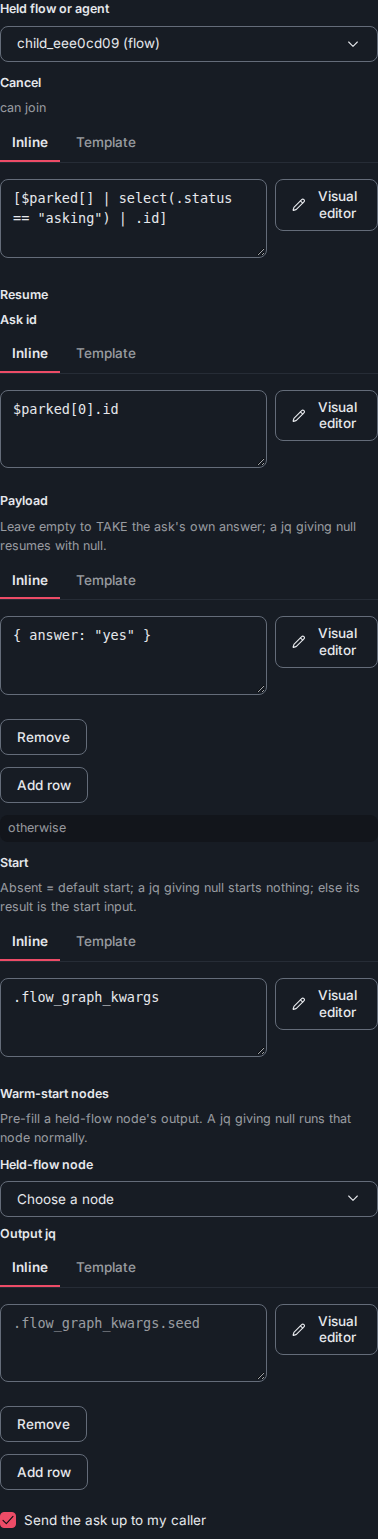 Held flow or agent
child_eee0cd09 (flow)
Cancel
can join
Inline Template
[$parked[] | select(.status
== "asking") | .id]
Visual
editor
Resume
Ask id
Inline Template
$parked[0].id
Visual
editor
Payload
Leave empty to TAKE the ask's own answer; a jq giving null
resumes with null.
Inline Template
{ answer: "yes" }
Visual
editor
Remove
Add row
otherwise
Start
Absent = default start; a jq giving null starts nothing; else its
result is the start input.
Inline Template
.flow_graph_kwargs
Visual
editor
Warm-start nodes
Pre-fill a held-flow node's output. A jq giving null runs that
node normally.
Held-flow node
Choose a node
Output jq
Inline Template
.flow_graph_kwargs.seed
Visual
editor
Remove
Add row
Send the ask up to my caller